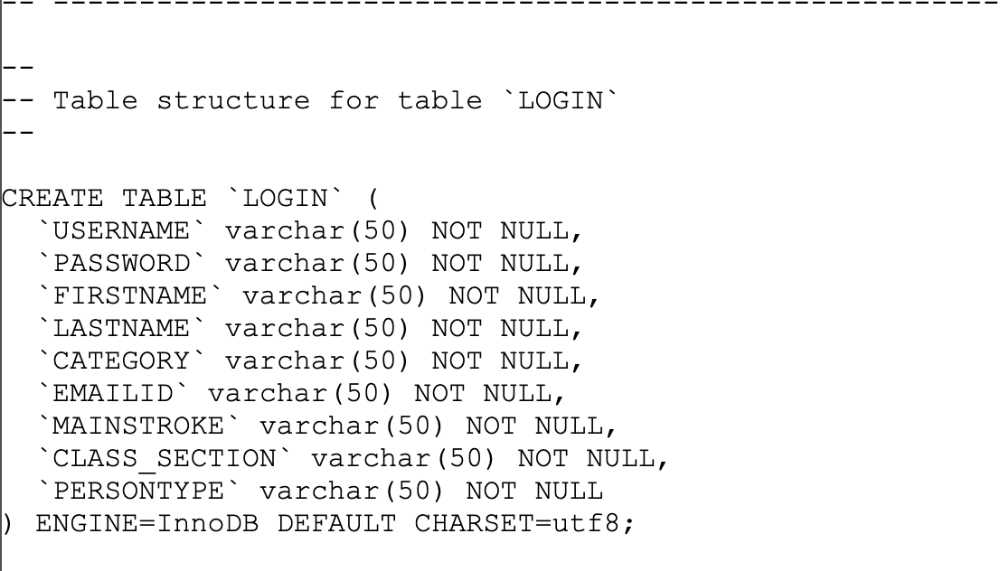 -- --------------------------------------------------------
--
-- Table structure for table `LOGIN`
--
CREATE TABLE `LOGIN` (
  `USERNAME` varchar(50) NOT NULL,
  `PASSWORD` varchar(50) NOT NULL,
  `FIRSTNAME` varchar(50) NOT NULL,
  `LASTNAME` varchar(50) NOT NULL,
  `CATEGORY` varchar(50) NOT NULL,
  `EMAILID` varchar(50) NOT NULL,
  `MAINSTROKE` varchar(50) NOT NULL,
  `CLASS_SECTION` varchar(50) NOT NULL,
  `PERSONTYPE` varchar(50) NOT NULL
) ENGINE=InnoDB DEFAULT CHARSET=utf8;